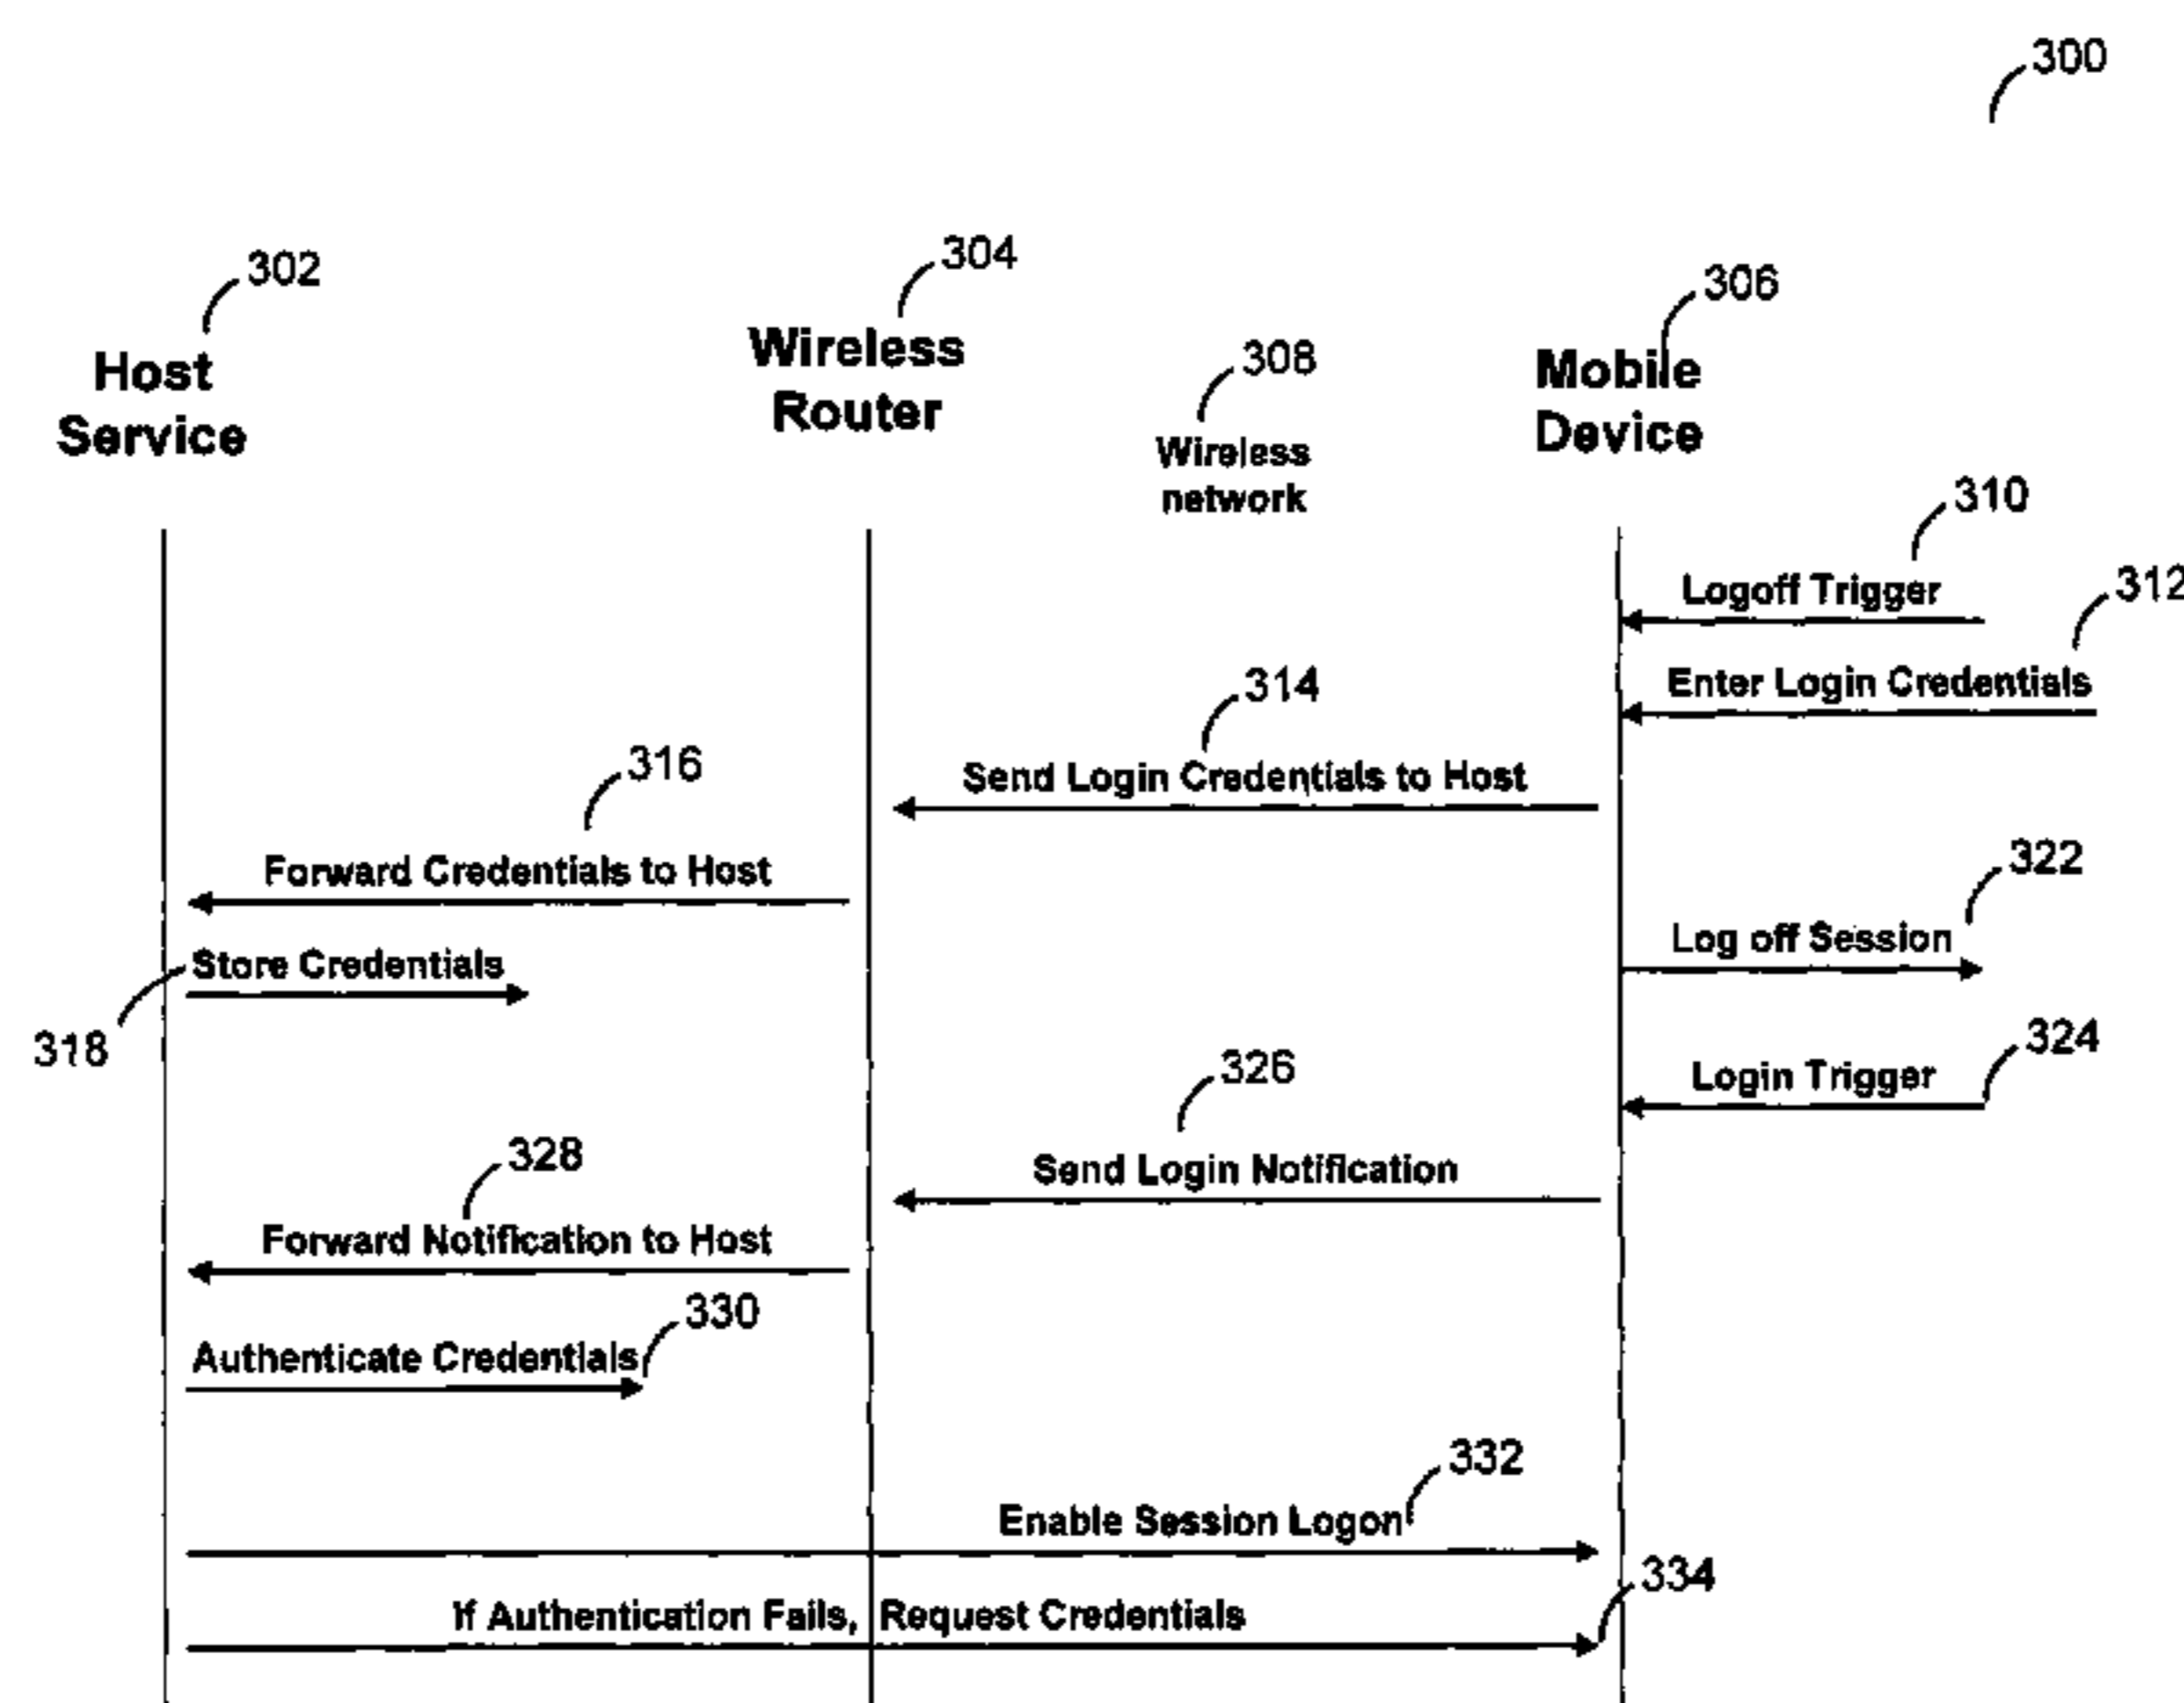 300
302
304
306
308
Host
Service
Wireless
Router
Wireless
network
Mobile
Device
310
Logoff Trigger
312
Enter Login Credentials
314
Send Login Credentials to Host
316
Forward Credentials to Host
322
Log off Session
Store Credentials
318
324
Login Trigger
326
Send Login Notification
328
Forward Notification to Host
330
Authenticate Credentials
332
Enable Session Logon
334
If Authentication Fails, Request Credentials